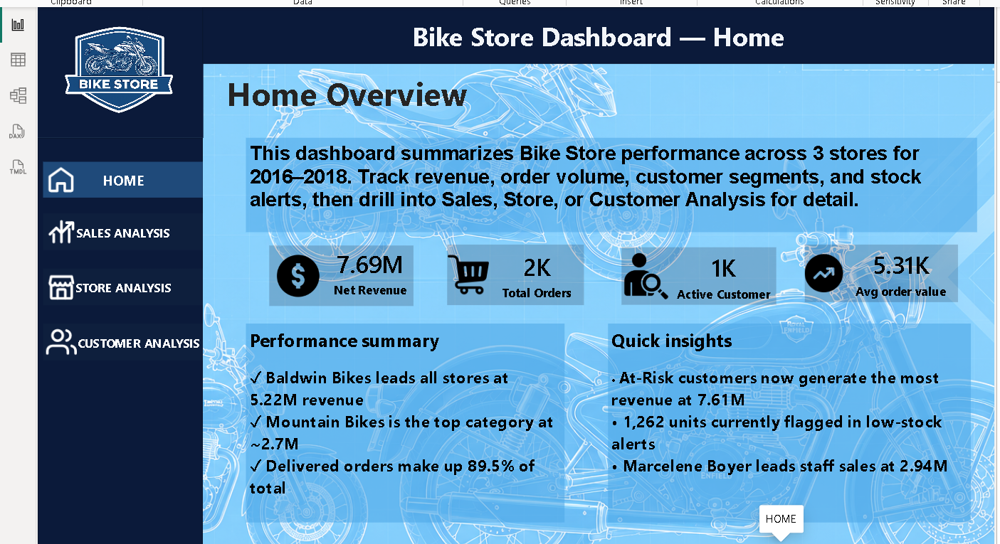 Clipboard
Data
Queries
Insert
Calculations
Sensitivity
Share
Bike Store Dashboard — Home
BIKE STORE
Home Overview
This dashboard summarizes Bike Store performance across 3 stores for
2016–2018. Track revenue, order volume, customer segments, and stock
alerts, then drill into Sales, Store, or Customer Analysis for detail.
DAX
TMDL
HOME
SALES ANALYSIS
STORE ANALYSIS
CUSTOMER ANALYSIS
$
7.69M
Net Revenue
2K
Total Orders
1K
Active Customer
5.31K
Avg order value
Performance summary
✓ Baldwin Bikes leads all stores at
5.22M revenue
✓ Mountain Bikes is the top category at
~2.7M
✓ Delivered orders make up 89.5% of
total
Quick insights
• At-Risk customers now generate the most
revenue at 7.61M
• 1,262 units currently flagged in low-stock
alerts
• Marcelene Boyer leads staff sales at 2.94M
ROYAL
ENFIELD
ENFIELD
HOME